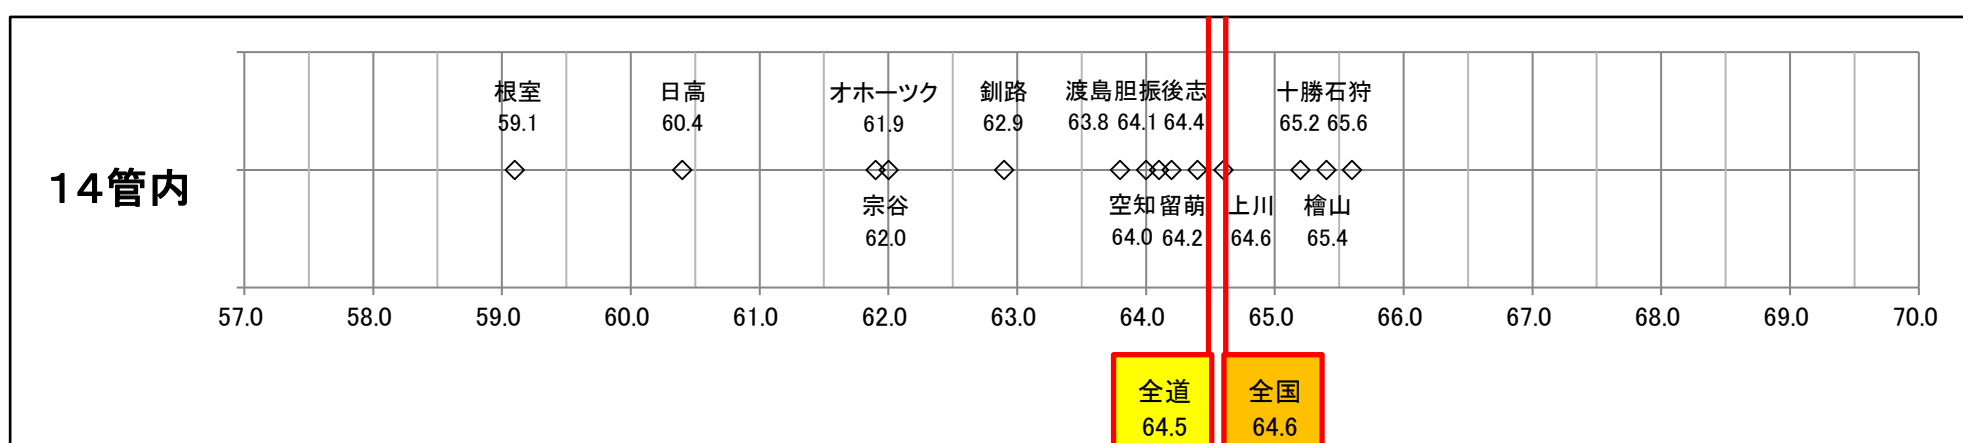 根室 日高 オホーツク 釧路 渡島 胆振 後志 十勝 石狩
59.1 60.4 61.9 62.9 63.8 64.1 64.4 65.2 65.6
14管内
宗谷 空知 留萌 上川 檜山
62.0 64.0 64.2 64.6 65.4
57.0 58.0 59.0 60.0 61.0 62.0 63.0 64.0 65.0 66.0 67.0 68.0 69.0 70.0
全道 全国
64.5 64.6